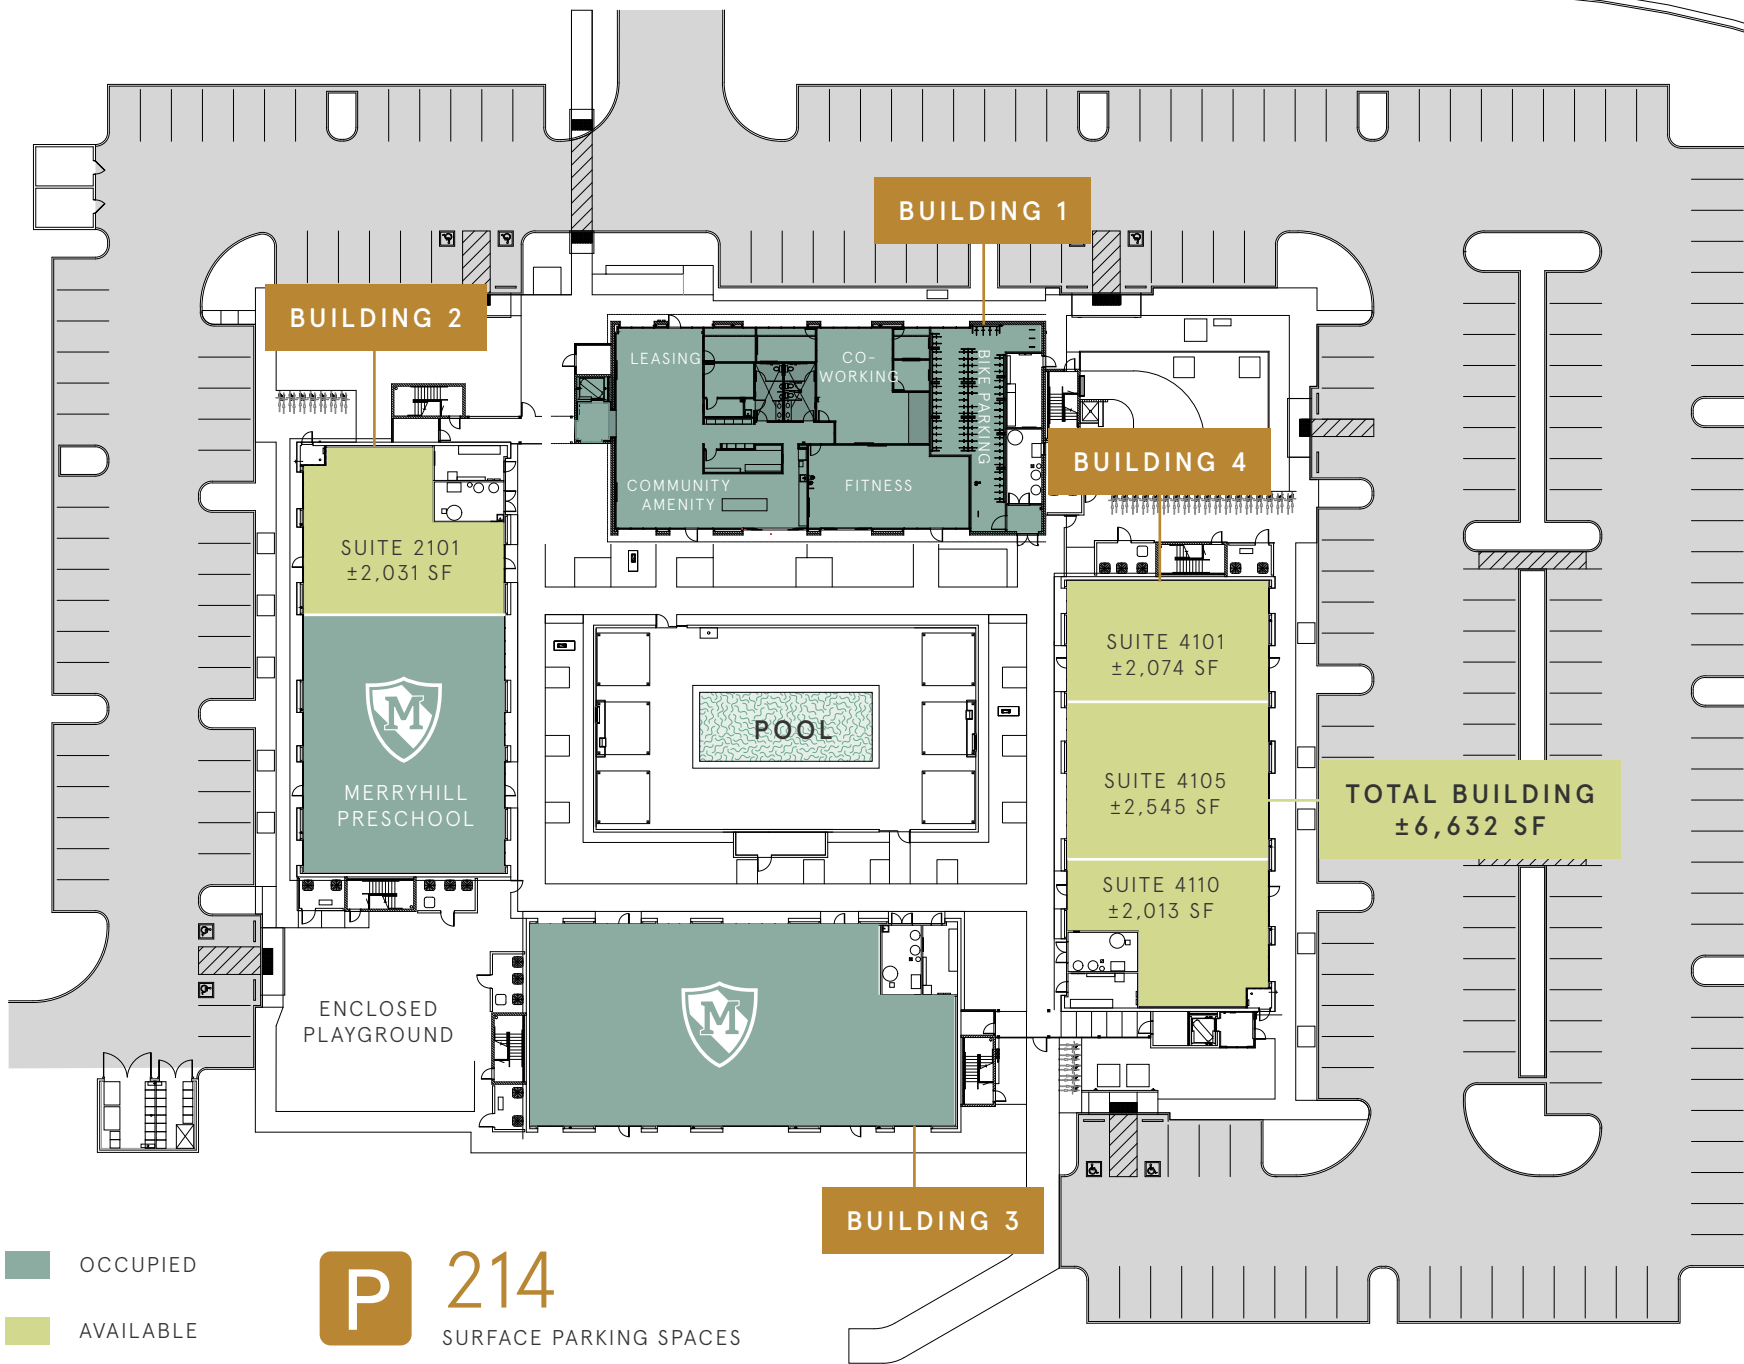 BUILDING 1
BUILDING 2
LEASING
CO-
WORKING
BIKE PARKING
COMMUNITY
AMENITY
FITNESS
BUILDING 4
SUITE 2101
±2,031 SF
M
MERRYHILL
PRESCHOOL
POOL
SUITE 4101
±2,074 SF
SUITE 4105
±2,545 SF
TOTAL BUILDING
±6,632 SF
SUITE 4110
±2,013 SF
ENCLOSED
PLAYGROUND
M
BUILDING 3
OCCUPIED
AVAILABLE
P
214
SURFACE PARKING SPACES